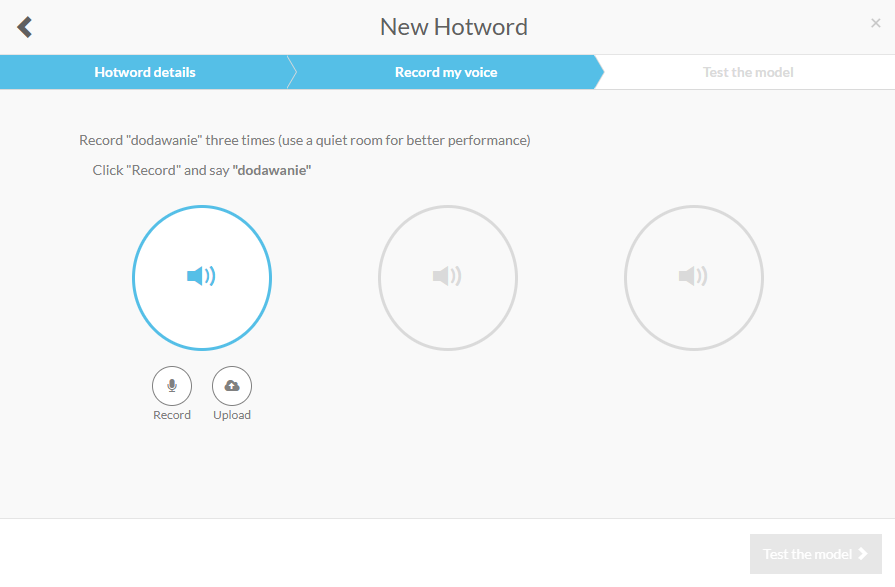 New Hotword
×
Hotword details
Record my voice
Test the model
Record "dodawanie" three times (use a quiet room for better performance)
Click "Record" and say "dodawanie"
Record
Upload
Test the model